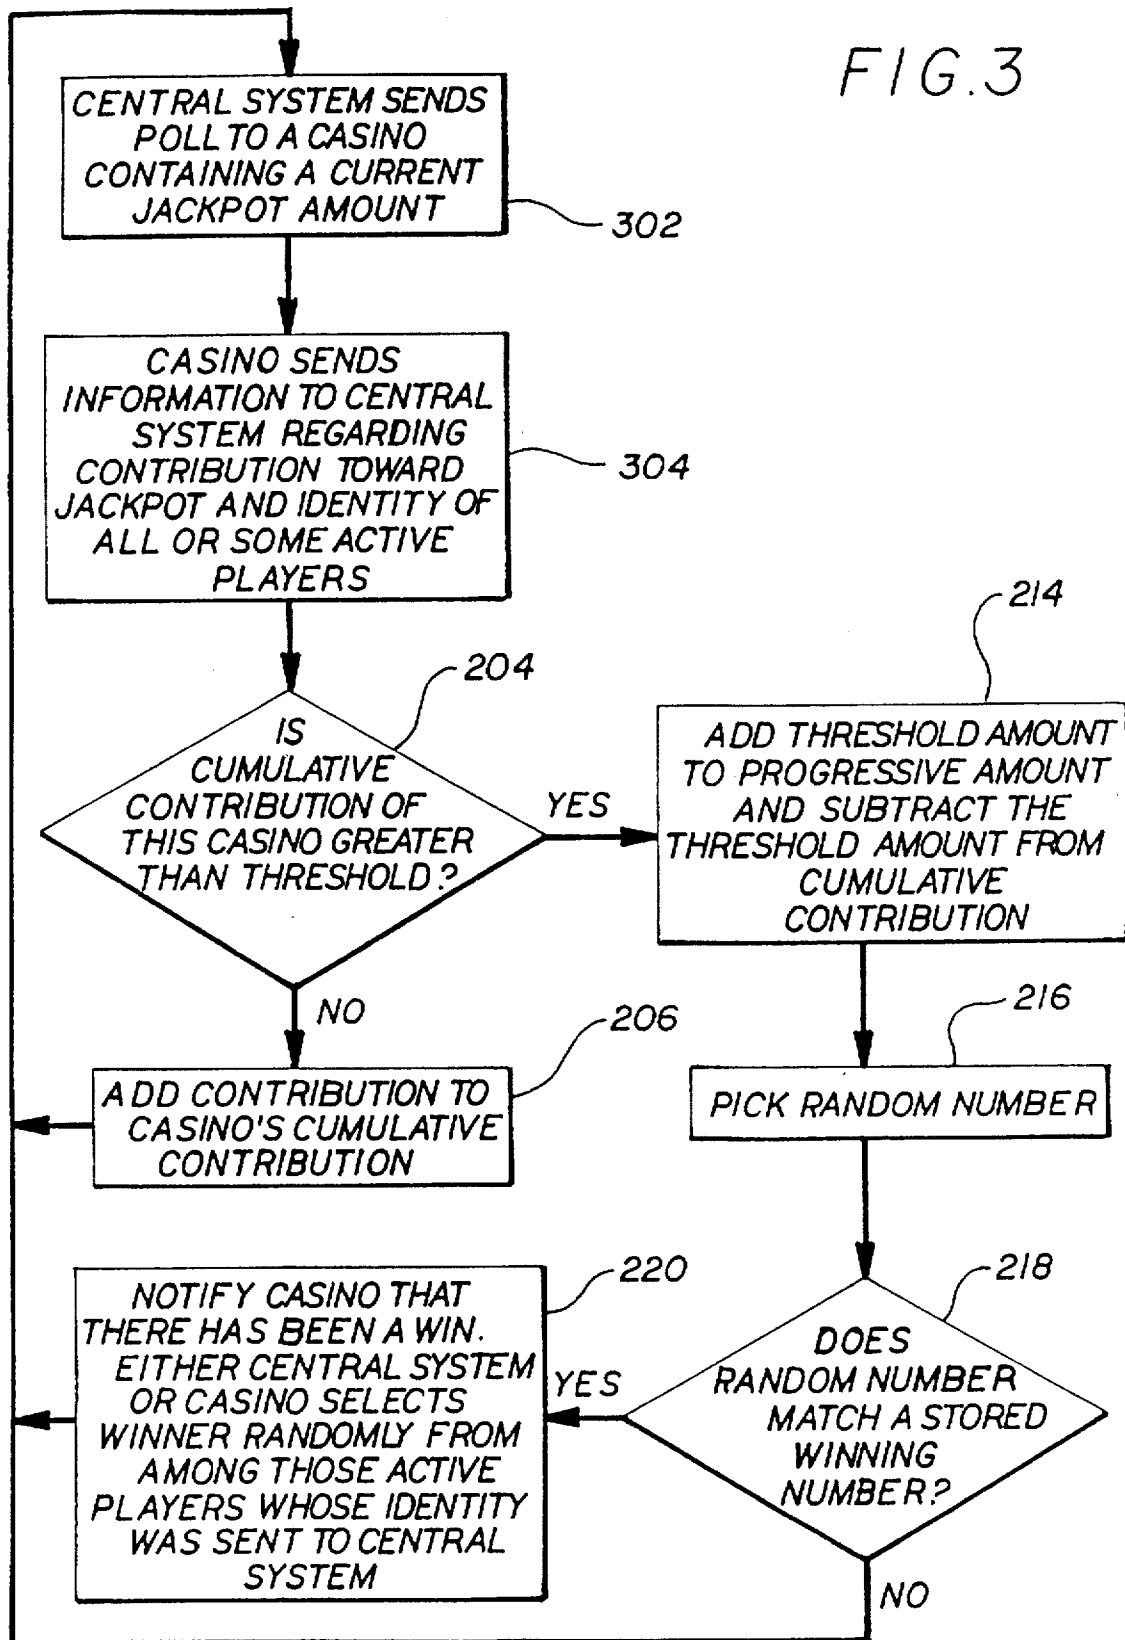 FIG.3
CENTRAL SYSTEM SENDS
POLL TO A CASINO
CONTAINING A CURRENT
JACKPOT AMOUNT
302
CASINO SENDS
INFORMATION TO CENTRAL
SYSTEM REGARDING
CONTRIBUTION TOWARD
JACKPOT AND IDENTITY OF
ALL OR SOME ACTIVE
PLAYERS
304
204
IS
CUMULATIVE
CONTRIBUTION OF
THIS CASINO GREATER
THAN THRESHOLD?
YES
NO
214
ADD THRESHOLD AMOUNT
TO PROGRESSIVE AMOUNT
AND SUBTRACT THE
THRESHOLD AMOUNT FROM
CUMULATIVE
CONTRIBUTION
206
ADD CONTRIBUTION TO
CASINO'S CUMULATIVE
CONTRIBUTION
216
PICK RANDOM NUMBER
218
DOES
RANDOM NUMBER
MATCH A STORED
WINNING
NUMBER?
YES
NO
220
NOTIFY CASINO THAT
THERE HAS BEEN A WIN.
EITHER CENTRAL SYSTEM
OR CASINO SELECTS
WINNER RANDOMLY FROM
AMONG THOSE ACTIVE
PLAYERS WHOSE IDENTITY
WAS SENT TO CENTRAL
SYSTEM